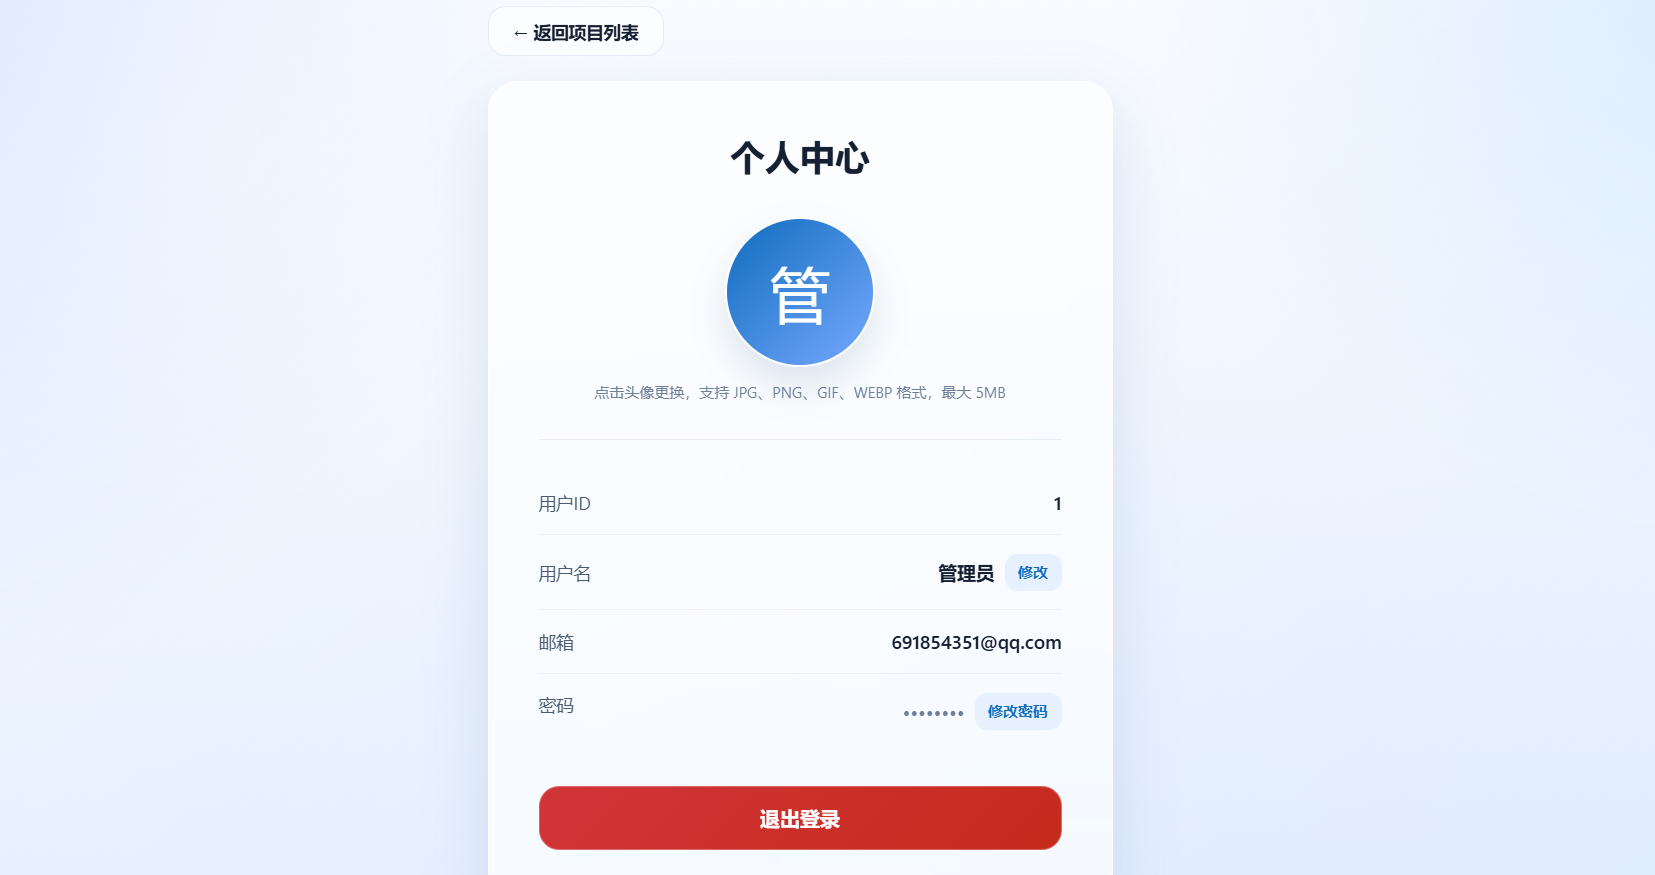 ← 返回项目列表
个人中心
管
点击头像更换，支持 JPG、PNG、GIF、WEBP 格式，最大 5MB
用户ID 1
用户名 管理员 修改
邮箱 691854351@qq.com
密码 •••••••• 修改密码
退出登录